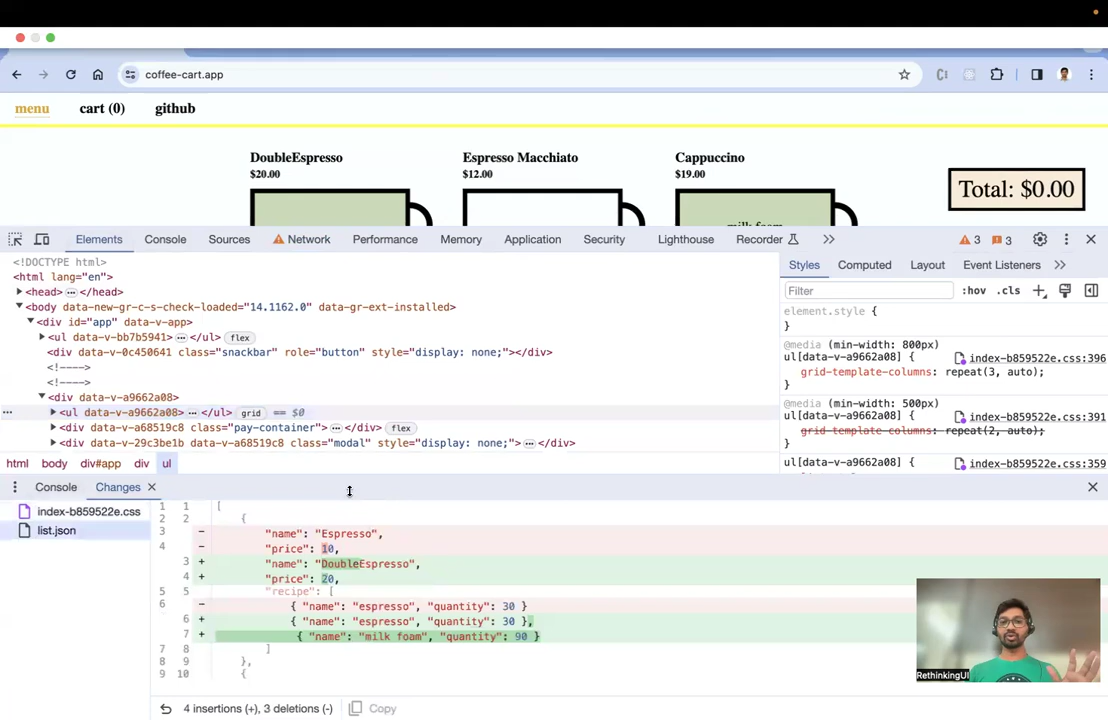 coffee-cart.app
menu cart (0) github
DoubleEspresso Espresso Macchiato Cappuccino
$20.00 $12.00 $19.00
Total: $0.00
milk foam
Elements Console Sources Network Performance Memory Application Security Lighthouse Recorder 3 3
<!DOCTYPE html>
<html lang="en">
<head> … </head>
<body data-new-gr-c-s-check-loaded="14.1162.0" data-gr-ext-installed>
<div id="app" data-v-app>
<ul data-v-bb7b5941> … </ul> flex
<div data-v-0c450641 class="snackbar" role="button" style="display: none;"></div>
<!---->
<!---->
<div data-v-a9662a08>
… <ul data-v-a9662a08> … </ul> grid == $0
<div data-v-a68519c8 class="pay-container"> … </div> flex
<div data-v-29c3be1b data-v-a68519c8 class="modal" style="display: none;"> … </div>
html body div#app div ul
Styles Computed Layout Event Listeners
Filter :hov .cls
element.style {
}
@media (min-width: 800px)
ul[data-v-a9662a08] { index-b859522e.css:396
grid-template-columns: repeat(3, auto);
}
@media (min-width: 500px)
ul[data-v-a9662a08] { index-b859522e.css:391
grid-template-columns: repeat(2, auto);
}
ul[data-v-a9662a08] { index-b859522e.css:359
Console Changes
index-b859522e.css
list.json
1 1 [
2 2 {
3 - "name": "Espresso",
4 - "price": 10,
3 + "name": "DoubleEspresso",
4 + "price": 20,
5 5 "recipe": [
6 - { "name": "espresso", "quantity": 30 }
6 + { "name": "espresso", "quantity": 30 },
7 + { "name": "milk foam", "quantity": 90 }
7 8 ]
8 9 },
9 10 {
4 insertions (+), 3 deletions (-) Copy
RethinkingUI